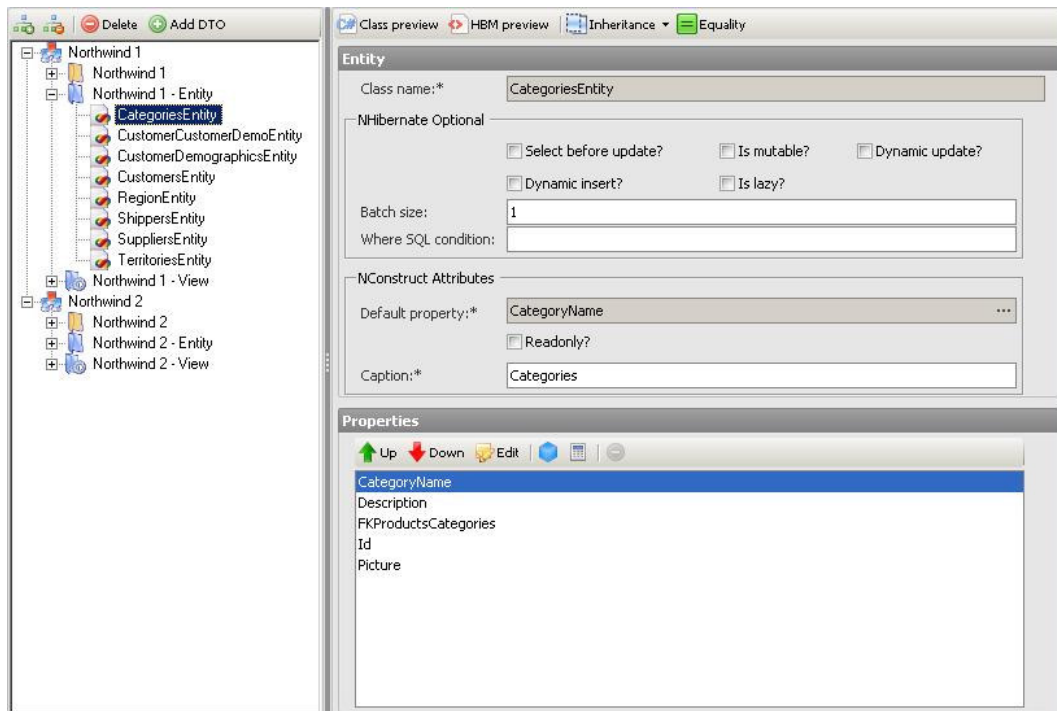 Delete Add DTO
Northwind 1
Northwind 1
Northwind 1 - Entity
CategoriesEntity
CustomerCustomerDemoEntity
CustomerDemographicsEntity
CustomersEntity
RegionEntity
ShippersEntity
SuppliersEntity
TerritoriesEntity
Northwind 1 - View
Northwind 2
Northwind 2
Northwind 2 - Entity
Northwind 2 - View
C# Class preview HBM preview Inheritance Equality
Entity
Class name:* CategoriesEntity
NHibernate Optional
Select before update? Is mutable? Dynamic update?
Dynamic insert? Is lazy?
Batch size: 1
Where SQL condition:
NConstruct Attributes
Default property:* CategoryName ...
Readonly?
Caption:* Categories
Properties
Up Down Edit
CategoryName
Description
FKProductsCategories
Id
Picture